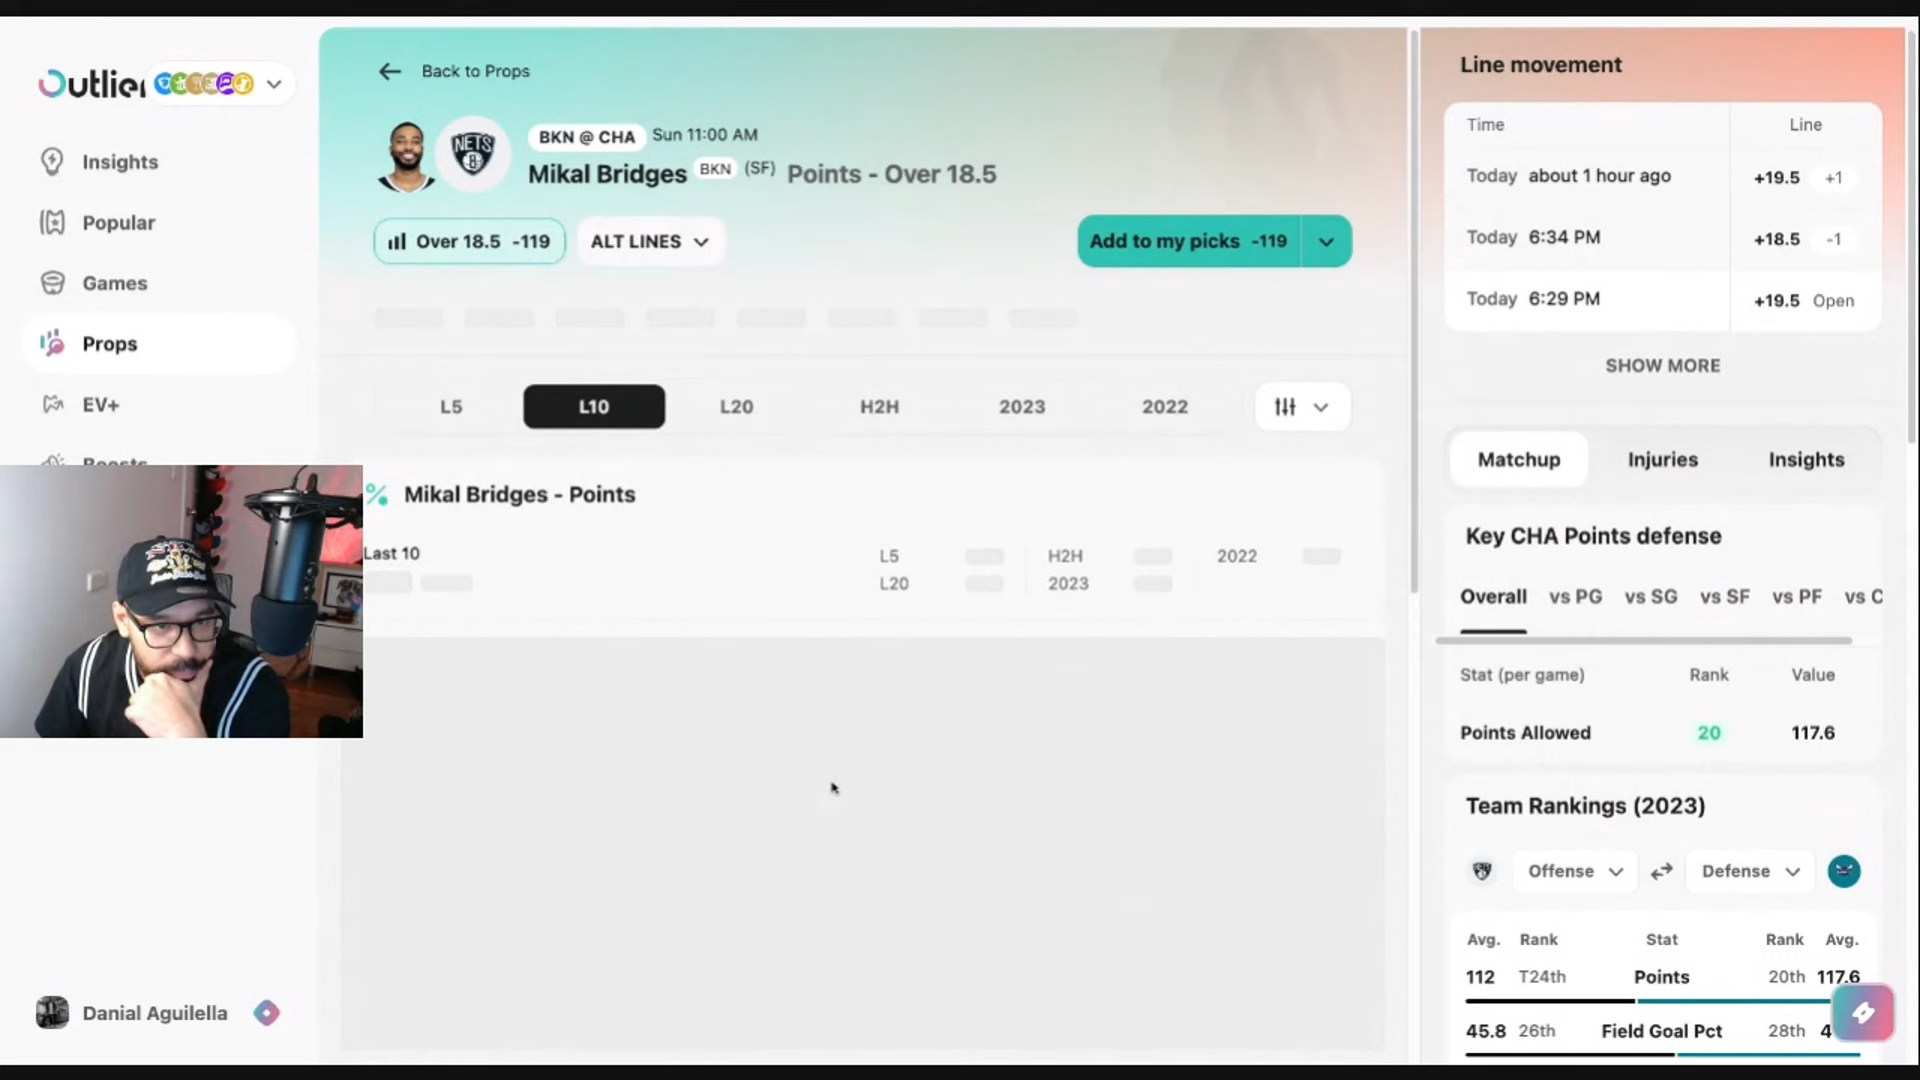 Outlier
Insights
Popular
Games
Props
EV+
Boosts
Danial Aguilella
Back to Props
NETS
BKN @ CHA Sun 11:00 AM
Mikal Bridges BKN (SF) Points - Over 18.5
Over 18.5 -119
ALT LINES
Add to my picks -119
L5 L10 L20 H2H 2023 2022
Mikal Bridges - Points
Last 10
L5 H2H 2022
L20 2023
Line movement
Time Line
Today about 1 hour ago +19.5 +1
Today 6:34 PM +18.5 -1
Today 6:29 PM +19.5 Open
SHOW MORE
Matchup Injuries Insights
Key CHA Points defense
Overall vs PG vs SG vs SF vs PF vs C
Stat (per game) Rank Value
Points Allowed 20 117.6
Team Rankings (2023)
Offense Defense
Avg. Rank Stat Rank Avg.
112 T24th Points 20th 117.6
45.8 26th Field Goal Pct 28th 4